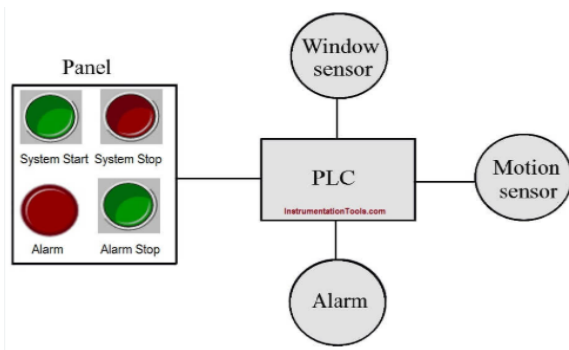 Window
sensor
Panel
System Start System Stop
Alarm
Alarm Stop
PLC
InstrumentationTools.com
Motion
sensor
Alarm